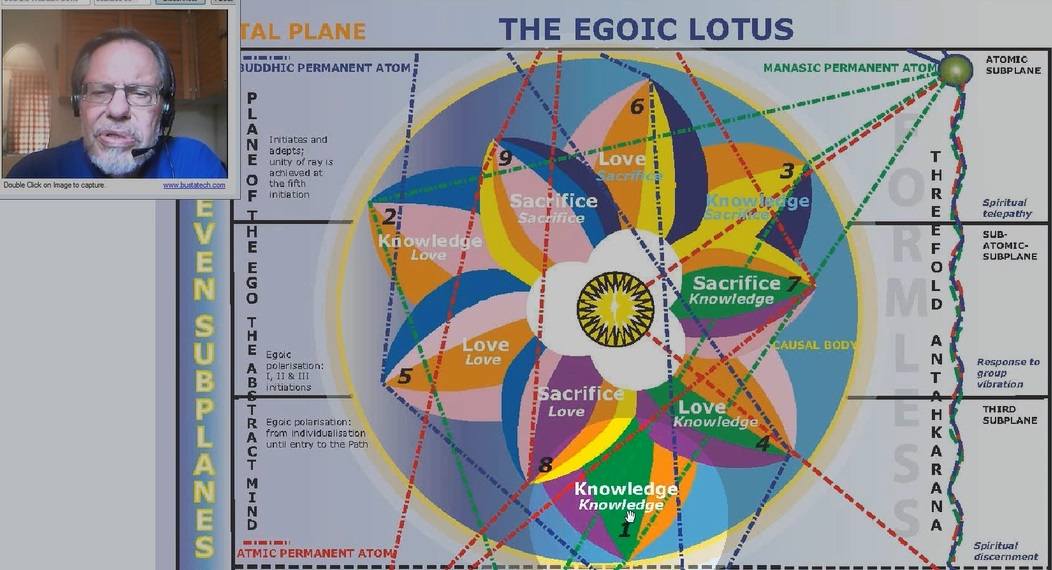 TAL PLANE
THE EGOIC LOTUS
BUDDHIC PERMANENT ATOM
MANASIC PERMANENT ATOM
ATOMIC
SUBPLANE
PLANE OF THE EGO THE ABSTRACT MIND
Initiates and
adepts;
unity of ray is
achieved at
the fifth
initiation
Double Click on Image to capture.
www.bustatech.com
EVEN SUBPLANES
6
Love
Sacrifice
9
Sacrifice
Sacrifice
3
Knowledge
Sacrifice
2
Knowledge
Love
Sacrifice
Knowledge
7
FORMLESS
THREEFOLD ANTAHKARANA
Spiritual
telepathy
SUB-
ATOMIC-
SUBPLANE
CAUSAL BODY
Love
Love
5
Egoic
polarisation:
I, II & III
initiations
Response to
group
vibration
Sacrifice
Love
8
Love
Knowledge
4
THIRD
SUBPLANE
Egoic polarisation:
from individualisation
until entry to the Path
Knowledge
Knowledge
1
ATMIC PERMANENT ATOM
Spiritual
discernment